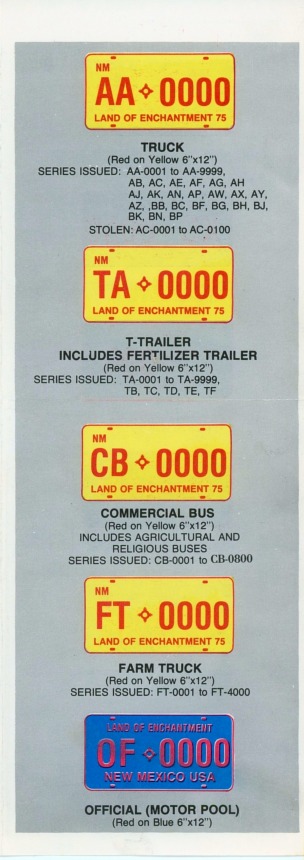 NM
AA 0000
LAND OF ENCHANTMENT 75
TRUCK
(Red on Yellow 6"x12")
SERIES ISSUED: AA-0001 to AA-9999,
AB, AC, AE, AF, AG, AH
AJ, AK, AN, AP, AW, AX, AY,
AZ, ,BB, BC, BF, BG, BH, BJ,
BK, BN, BP
STOLEN: AC-0001 to AC-0100
NM
TA 0000
LAND OF ENCHANTMENT 75
T-TRAILER
INCLUDES FERTILIZER TRAILER
(Red on Yellow 6"x12")
SERIES ISSUED: TA-0001 to TA-9999,
TB, TC, TD, TE, TF
NM
CB 0000
LAND OF ENCHANTMENT 75
COMMERCIAL BUS
(Red on Yellow 6"x12")
INCLUDES AGRICULTURAL AND
RELIGIOUS BUSES
SERIES ISSUED: CB-0001 to CB-0800
NM
FT 0000
LAND OF ENCHANTMENT 75
FARM TRUCK
(Red on Yellow 6"x12")
SERIES ISSUED: FT-0001 to FT-4000
LAND OF ENCHANTMENT
OF 0000
NEW MEXICO USA
OFFICIAL (MOTOR POOL)
(Red on Blue 6"x12")